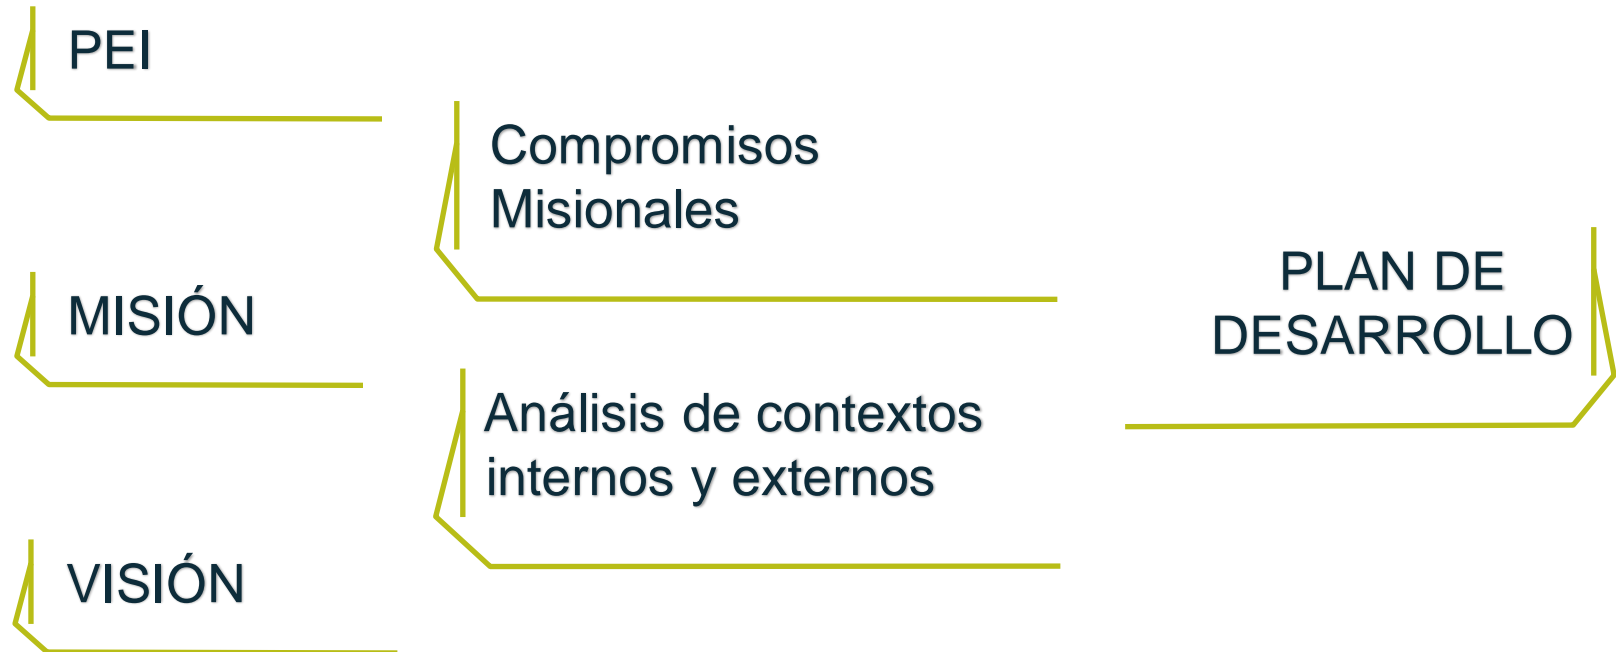 PEI
MISIÓN
VISIÓN
Compromisos
Misionales
Análisis de contextos
internos y externos
PLAN DE
DESARROLLO